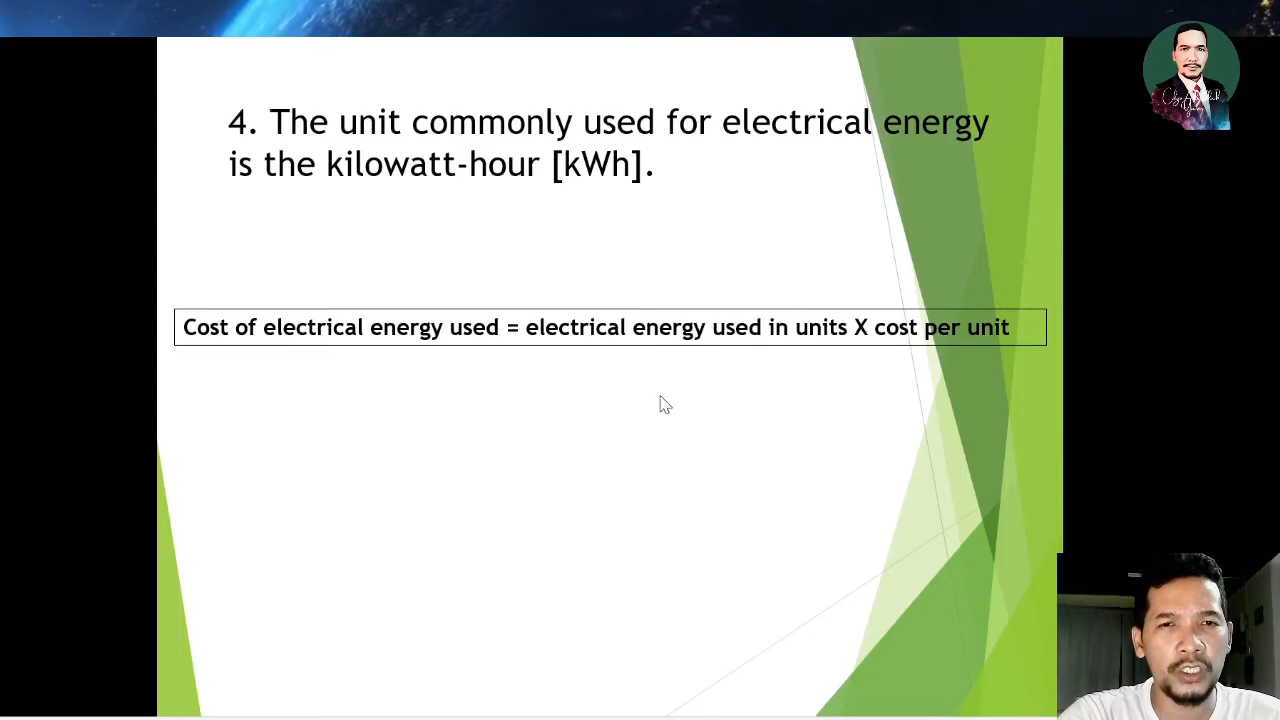 4. The unit commonly used for electrical energy
is the kilowatt-hour [kWh].
Cost of electrical energy used = electrical energy used in units X cost per unit